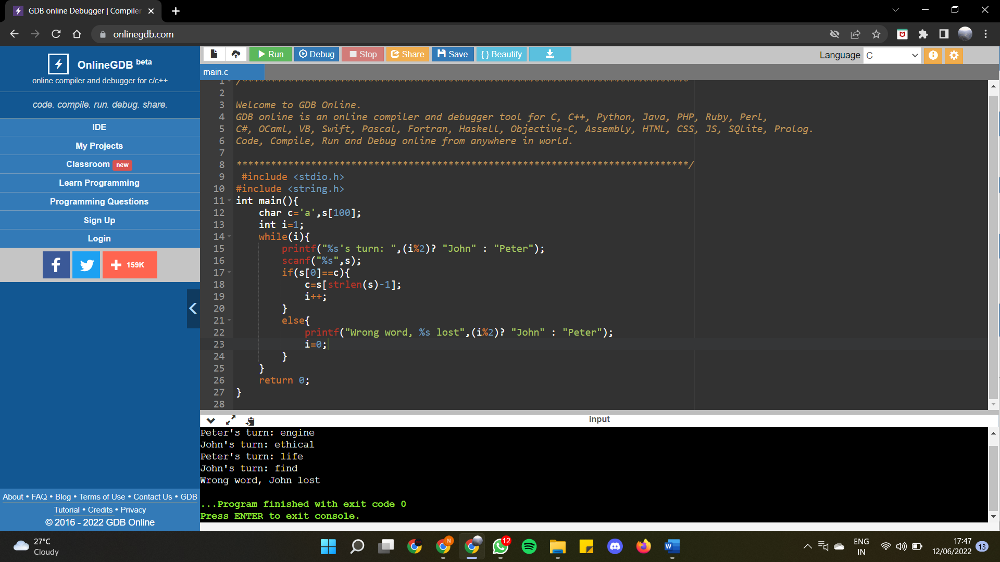 GDB online Debugger | Compiler
onlinegdb.com
OnlineGDB beta
online compiler and debugger for c/c++
code. compile. run. debug. share.
IDE
My Projects
Classroom new
Learn Programming
Programming Questions
Sign Up
Login
159K
About • FAQ • Blog • Terms of Use • Contact Us • GDB
Tutorial • Credits • Privacy
© 2016 - 2022 GDB Online
Run Debug Stop Share Save { } Beautify Language C
main.c
1 /******************************************************************************
2
3 Welcome to GDB Online.
4 GDB online is an online compiler and debugger tool for C, C++, Python, Java, PHP, Ruby, Perl,
5 C#, OCaml, VB, Swift, Pascal, Fortran, Haskell, Objective-C, Assembly, HTML, CSS, JS, SQLite, Prolog.
6 Code, Compile, Run and Debug online from anywhere in world.
7
8 *******************************************************************************/
9  #include <stdio.h>
10 #include <string.h>
11 int main(){
12     char c='a',s[100];
13     int i=1;
14     while(i){
15         printf("%s's turn: ",(i%2)? "John" : "Peter");
16         scanf("%s",s);
17         if(s[0]==c){
18             c=s[strlen(s)-1];
19             i++;
20         }
21         else{
22             printf("Wrong word, %s lost",(i%2)? "John" : "Peter");
23             i=0;
24         }
25     }
26     return 0;
27 }
28
input
Peter's turn: engine
John's turn: ethical
Peter's turn: life
John's turn: find
Wrong word, John lost
...Program finished with exit code 0
Press ENTER to exit console.
27°C
Cloudy
N
12
W
ENG
IN
17:47
12/06/2022
13